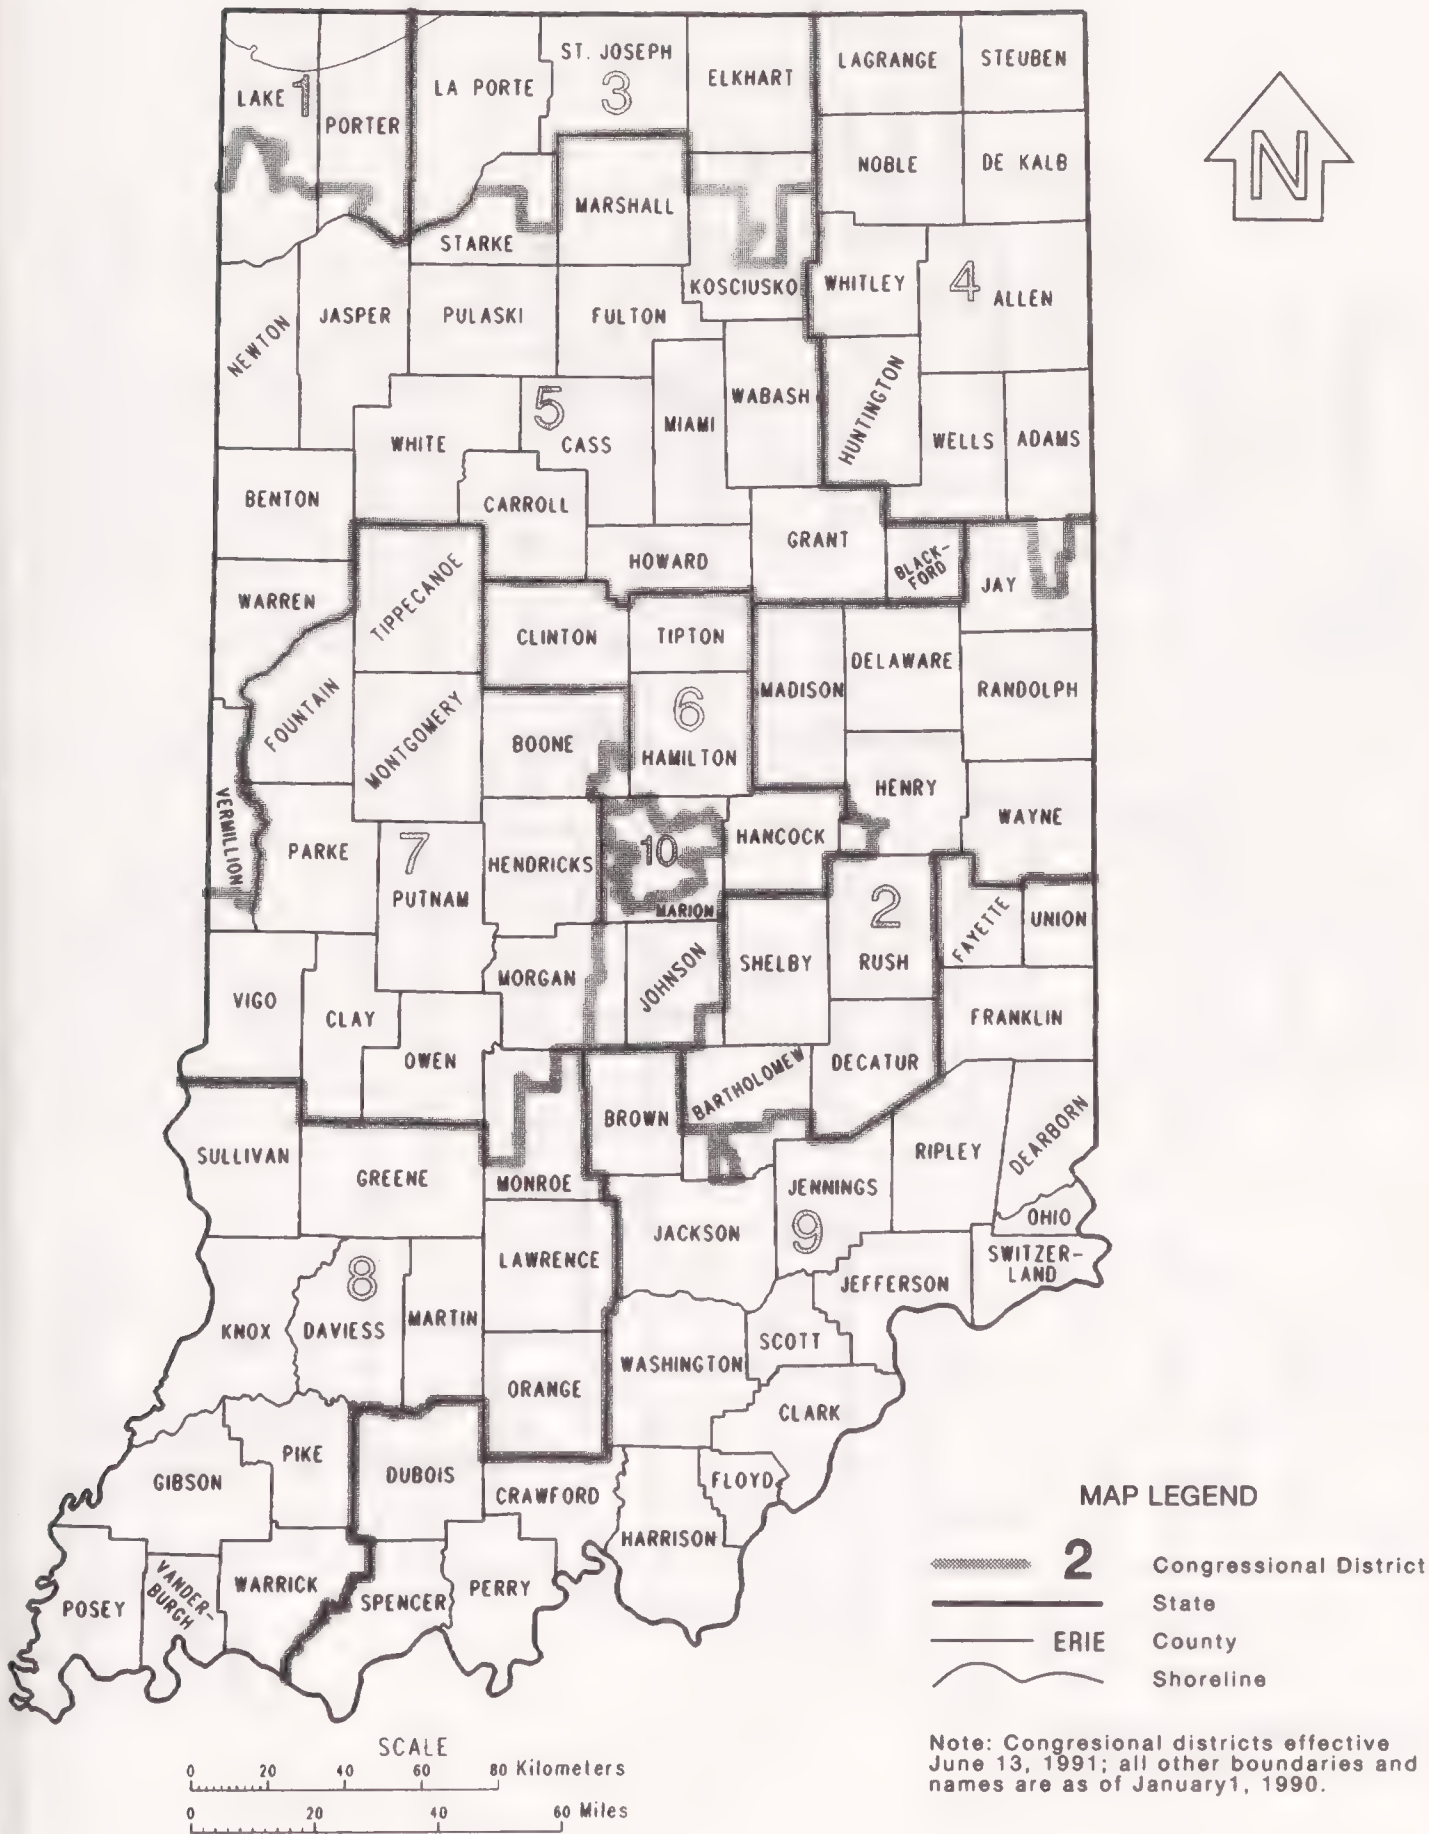 ST. JOSEPH
LAGRANGE
STEUBEN
LAKE
1
LA PORTE
3
ELKHART
PORTER
NOBLE
DE KALB
N
MARSHALL
STARKE
KOSCIUSKO
WHITLEY
4
ALLEN
NEWTON
JASPER
PULASKI
FULTON
5
WABASH
HUNTINGTON
WHITE
CASS
MIAMI
WELLS
ADAMS
BENTON
CARROLL
GRANT
HOWARD
BLACK-
FORD
JAY
WARREN
TIPPECANOE
CLINTON
TIPTON
DELAWARE
MADISON
RANDOLPH
FOUNTAIN
MONTGOMERY
BOONE
6
HAMILTON
HENRY
VERMILLION
WAYNE
PARKE
7
HENDRICKS
10
HANCOCK
PUTNAM
MARION
2
FAYETTE
UNION
MORGAN
JOHNSON
SHELBY
RUSH
VIGO
CLAY
FRANKLIN
OWEN
BARTHOLOMEW
DECATUR
BROWN
SULLIVAN
GREENE
MONROE
RIPLEY
DEARBORN
JENNINGS
JACKSON
9
OHIO
LAWRENCE
SWITZER-
LAND
8
JEFFERSON
KNOX
DAVIESS
MARTIN
SCOTT
WASHINGTON
ORANGE
CLARK
PIKE
DUBOIS
GIBSON
CRAWFORD
FLOYD
HARRISON
VANDER-
BURGH
WARRICK
POSEY
SPENCER
PERRY
MAP LEGEND
2 Congressional District
State
ERIE County
Shoreline
SCALE
0 20 40 60 80 Kilometers
0 20 40 60 Miles
Note: Congresional districts effective
June 13, 1991; all other boundaries and
names are as of January1, 1990.